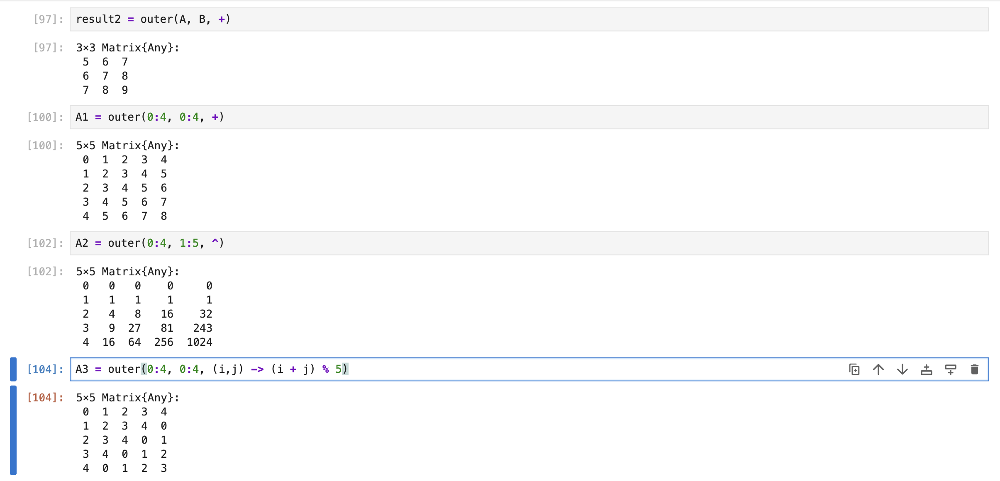 [97]: result2 = outer(A, B, +)
[97]: 3×3 Matrix{Any}:
5 6 7
6 7 8
7 8 9
[100]: A1 = outer(0:4, 0:4, +)
[100]: 5×5 Matrix{Any}:
0 1 2 3 4
1 2 3 4 5
2 3 4 5 6
3 4 5 6 7
4 5 6 7 8
[102]: A2 = outer(0:4, 1:5, ^)
[102]: 5×5 Matrix{Any}:
0 0 0 0 0
1 1 1 1 1
2 4 8 16 32
3 9 27 81 243
4 16 64 256 1024
[104]: A3 = outer(0:4, 0:4, (i,j) -> (i + j) % 5)
[104]: 5×5 Matrix{Any}:
0 1 2 3 4
1 2 3 4 0
2 3 4 0 1
3 4 0 1 2
4 0 1 2 3